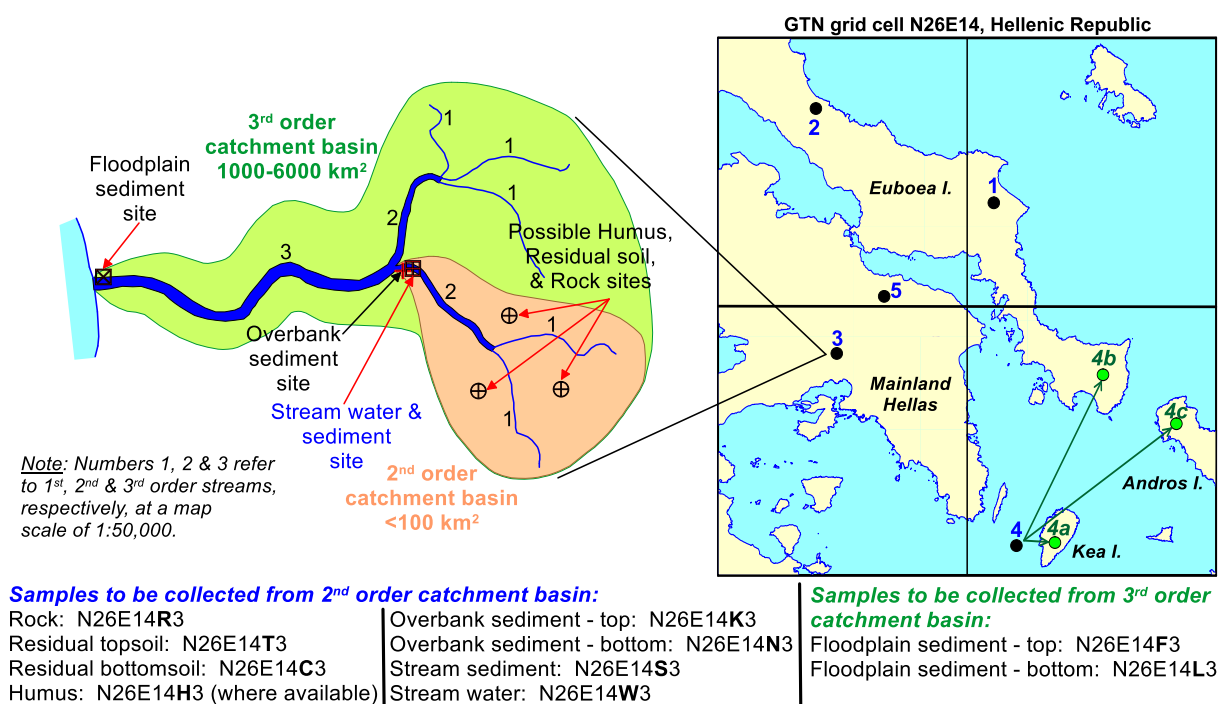 GTN grid cell N26E14, Hellenic Republic
3rd order
catchment basin
1000-6000 km2
Floodplain
sediment
site
1
1
1
2
3
Possible Humus,
Residual soil,
& Rock sites
2
1
1
Overbank
sediment
site
Stream water &
sediment
site
2nd order
catchment basin
<100 km2
Note: Numbers 1, 2 & 3 refer
to 1st, 2nd & 3rd order streams,
respectively, at a map
scale of 1:50,000.
2
Euboea I.
1
5
3
Mainland
Hellas
4b
4c
Andros I.
4
4a
Kea I.
Samples to be collected from 2nd order catchment basin:
Rock: N26E14R3
Residual topsoil: N26E14T3
Residual bottomsoil: N26E14C3
Humus: N26E14H3 (where available)
Overbank sediment - top: N26E14K3
Overbank sediment - bottom: N26E14N3
Stream sediment: N26E14S3
Stream water: N26E14W3
Samples to be collected from 3rd order
catchment basin:
Floodplain sediment - top: N26E14F3
Floodplain sediment - bottom: N26E14L3